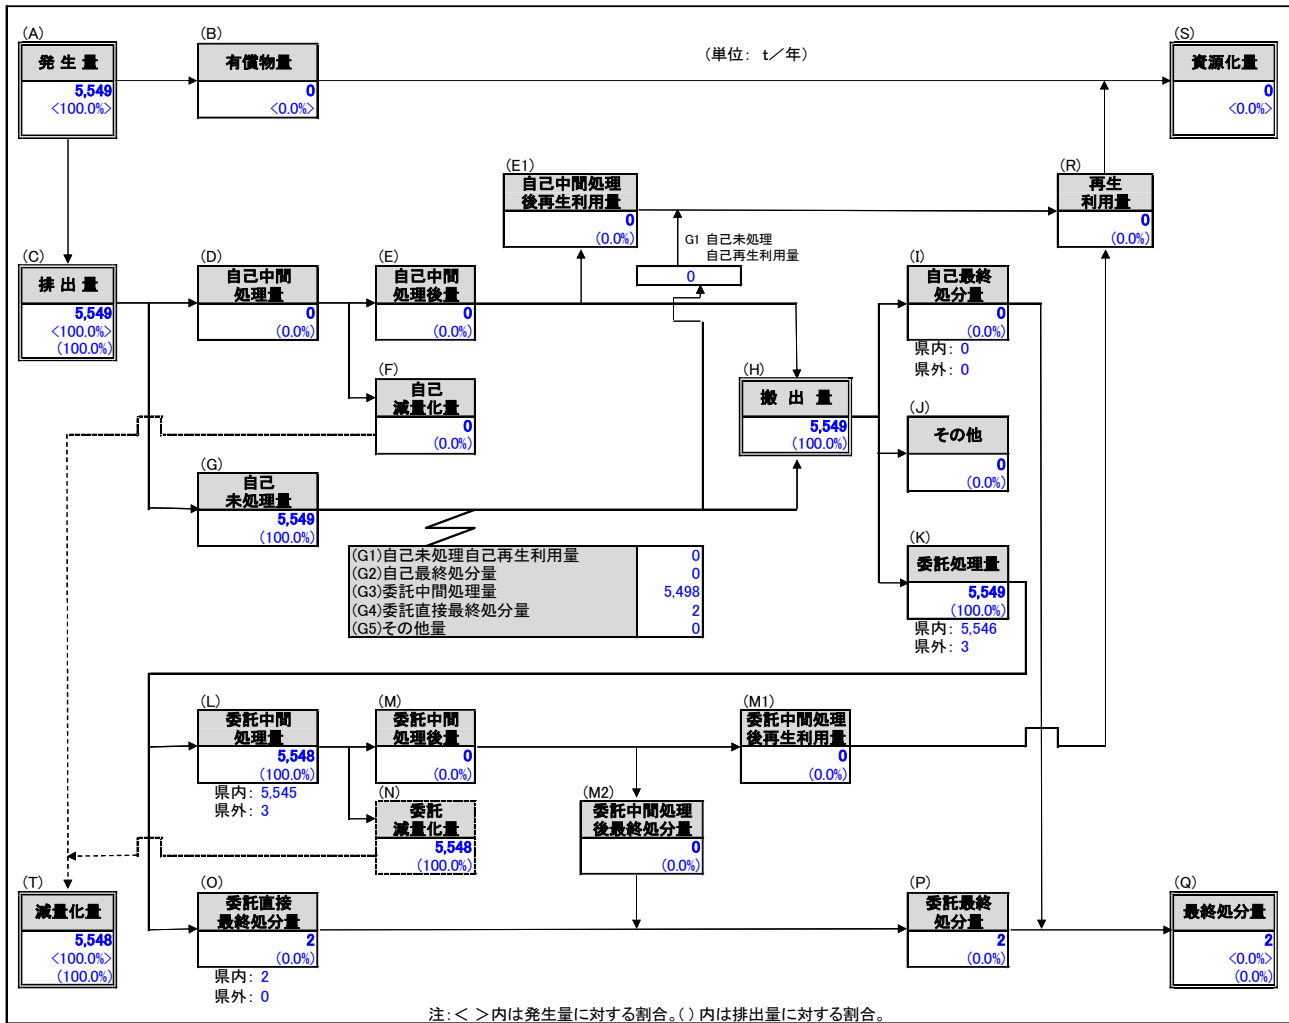 (A)
発 生 量
5,549
<100.0%>
(B)
有償物量
0
<0.0%>
(単位: t／年)
(S)
資源化量
0
<0.0%>
(E1)
自己中間処理
後再生利用量
0
(0.0%)
G1 自己未処理
自己再生利用量
0
(R)
再生
利用量
0
(0.0%)
(C)
排 出 量
5,549
<100.0%>
(100.0%)
(D)
自己中間
処理量
0
(0.0%)
(E)
自己中間
処理後量
0
(0.0%)
(F)
自己
減量化量
0
(0.0%)
(G)
自己
未処理量
5,549
(100.0%)
(H)
搬 出 量
5,549
(100.0%)
(I)
自己最終
処分量
0
(0.0%)
県内: 0
県外: 0
(J)
その他
0
(0.0%)
(K)
委託処理量
5,549
(100.0%)
県内: 5,546
県外: 3
(G1)自己未処理自己再生利用量 0
(G2)自己最終処分量 0
(G3)委託中間処理量 5,498
(G4)委託直接最終処分量 2
(G5)その他量 0
(L)
委託中間
処理量
5,548
(100.0%)
県内: 5,545
県外: 3
(M)
委託中間
処理後量
0
(0.0%)
(N)
委託
減量化量
5,548
(100.0%)
(M1)
委託中間処理
後再生利用量
0
(0.0%)
(M2)
委託中間処理
後最終処分量
0
(0.0%)
(T)
減量化量
5,548
<100.0%>
(100.0%)
(O)
委託直接
最終処分量
2
(0.0%)
県内: 2
県外: 0
(P)
委託最終
処分量
2
(0.0%)
(Q)
最終処分量
2
<0.0%>
(0.0%)
注:< >内は発生量に対する割合。( ) 内は排出量に対する割合。